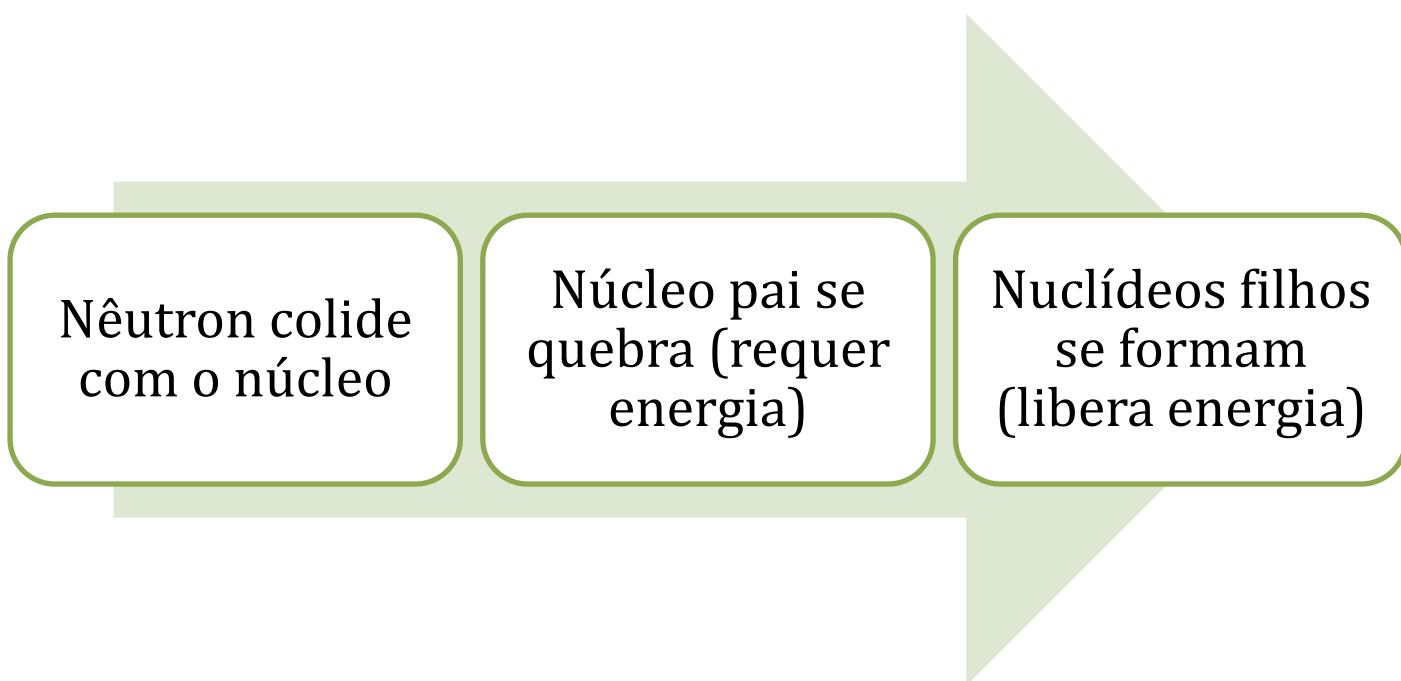 Nêutron colide
com o núcleo
Núcleo pai se
quebra (requer
energia)
Nuclídeos filhos
se formam
(libera energia)